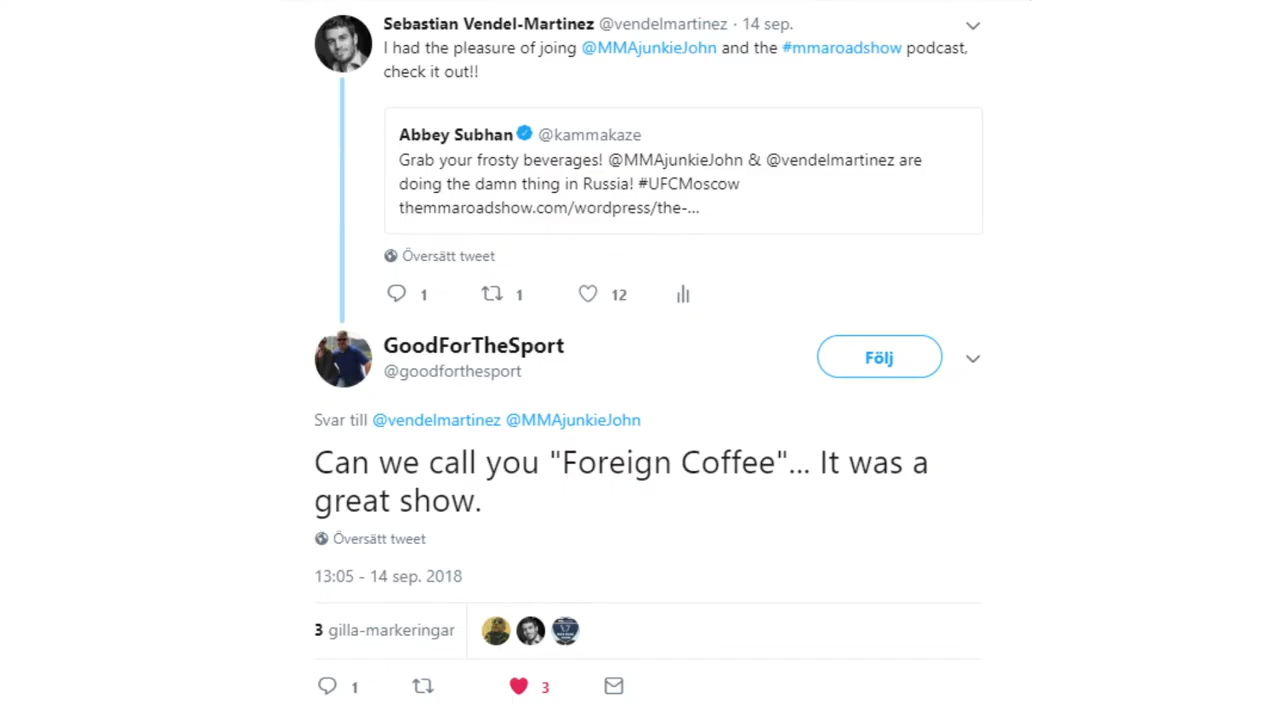 Sebastian Vendel-Martinez @vendelmartinez · 14 sep.
I had the pleasure of joing @MMAjunkieJohn and the #mmaroadshow podcast,
check it out!!
Abbey Subhan @kammakaze
Grab your frosty beverages! @MMAjunkieJohn & @vendelmartinez are
doing the damn thing in Russia! #UFCMoscow
themmaroadshow.com/wordpress/the-...
Översätt tweet
1 1 12
GoodForTheSport
@goodforthesport
Följ
Svar till @vendelmartinez @MMAjunkieJohn
Can we call you "Foreign Coffee"... It was a
great show.
Översätt tweet
13:05 - 14 sep. 2018
3 gilla-markeringar
1 3